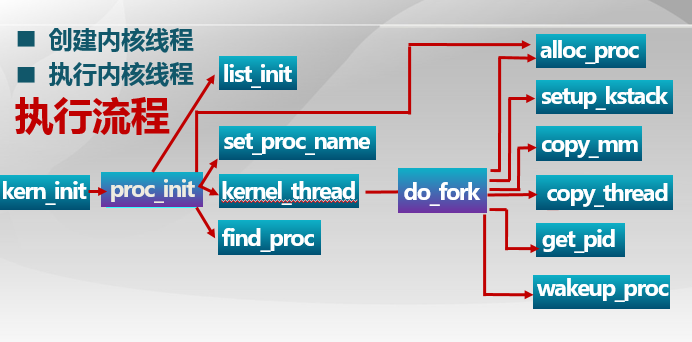 创建内核线程
执行内核线程
执行流程
kern_init
proc_init
list_init
set_proc_name
kernel_thread
find_proc
do_fork
alloc_proc
setup_kstack
copy_mm
copy_thread
get_pid
wakeup_proc